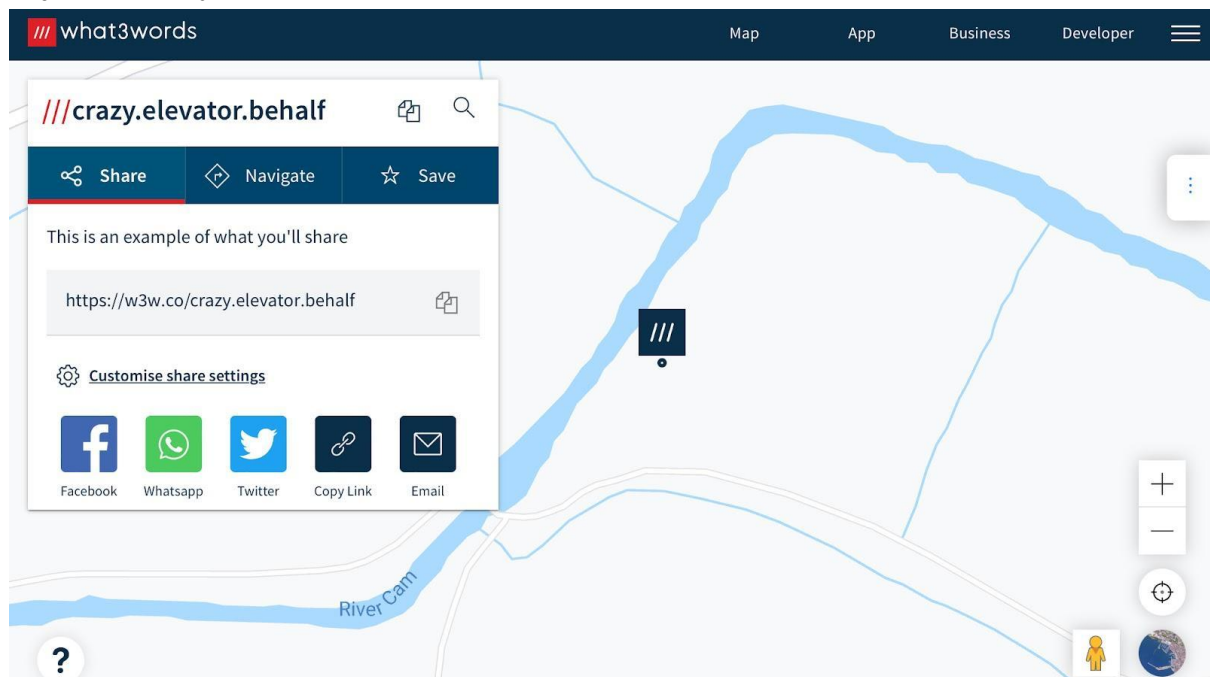 /// what3words Map App Business Developer
///crazy.elevator.behalf
Share Navigate Save
This is an example of what you'll share
https://w3w.co/crazy.elevator.behalf
///
Customise share settings
Facebook Whatsapp Twitter Copy Link Email
River Cam
?